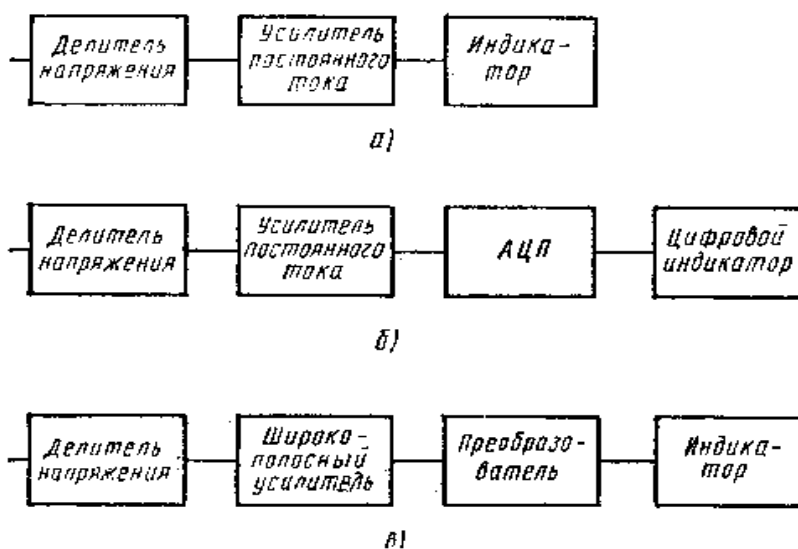 Делитель
напряжения
Усилитель
постоянного
тока
Индика-
тор
а)
Делитель
напряжения
Усилитель
постоянного
тока
АЦП
Цифровой
индикатор
б)
Делитель
напряжения
Широко-
полосный
усилитель
Преобразо-
ватель
Индика-
тор
в)